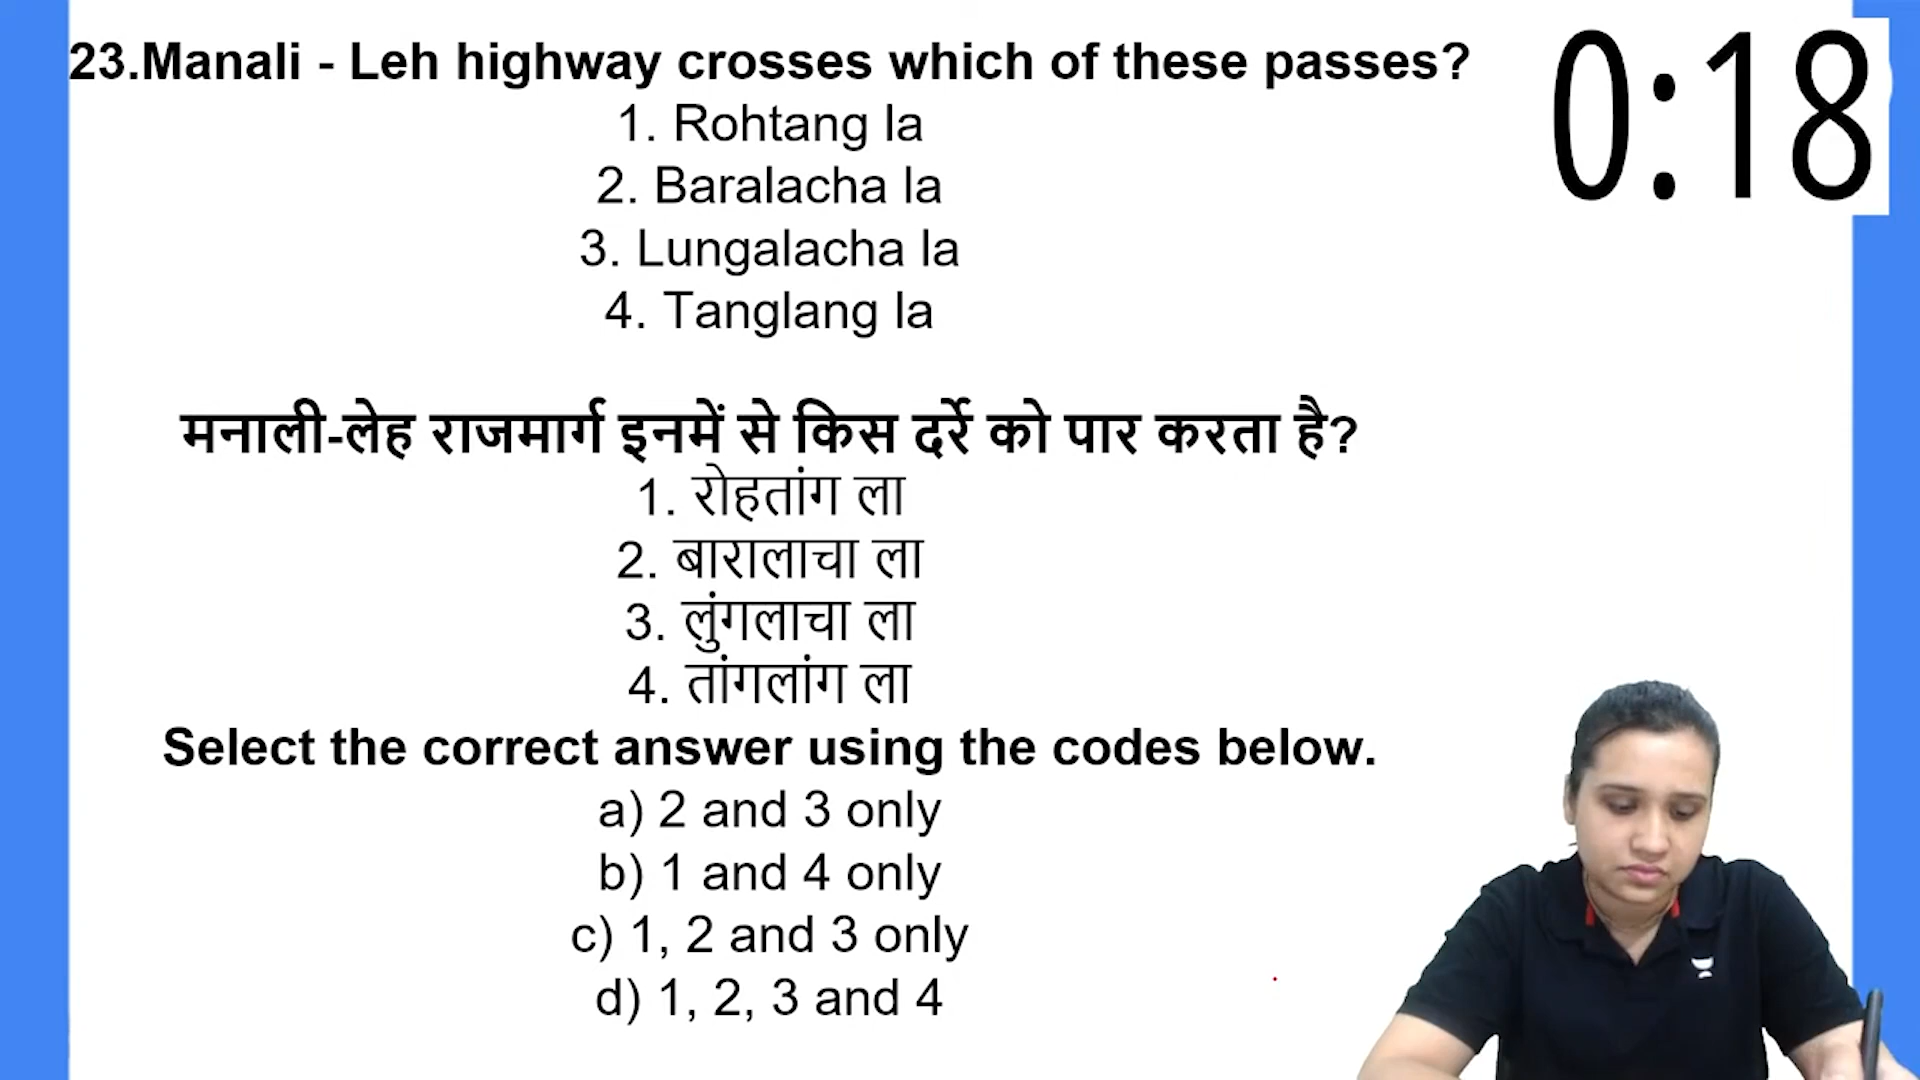 23.Manali - Leh highway crosses which of these passes?
0:18
1. Rohtang la
2. Baralacha la
3. Lungalacha la
4. Tanglang la
मनाली-लेह राजमार्ग इनमें से किस दर्रे को पार करता है?
1. रोहतांग ला
2. बारालाचा ला
3. लुंगलाचा ला
4. तांगलांग ला
Select the correct answer using the codes below.
a) 2 and 3 only
b) 1 and 4 only
c) 1, 2 and 3 only
d) 1, 2, 3 and 4